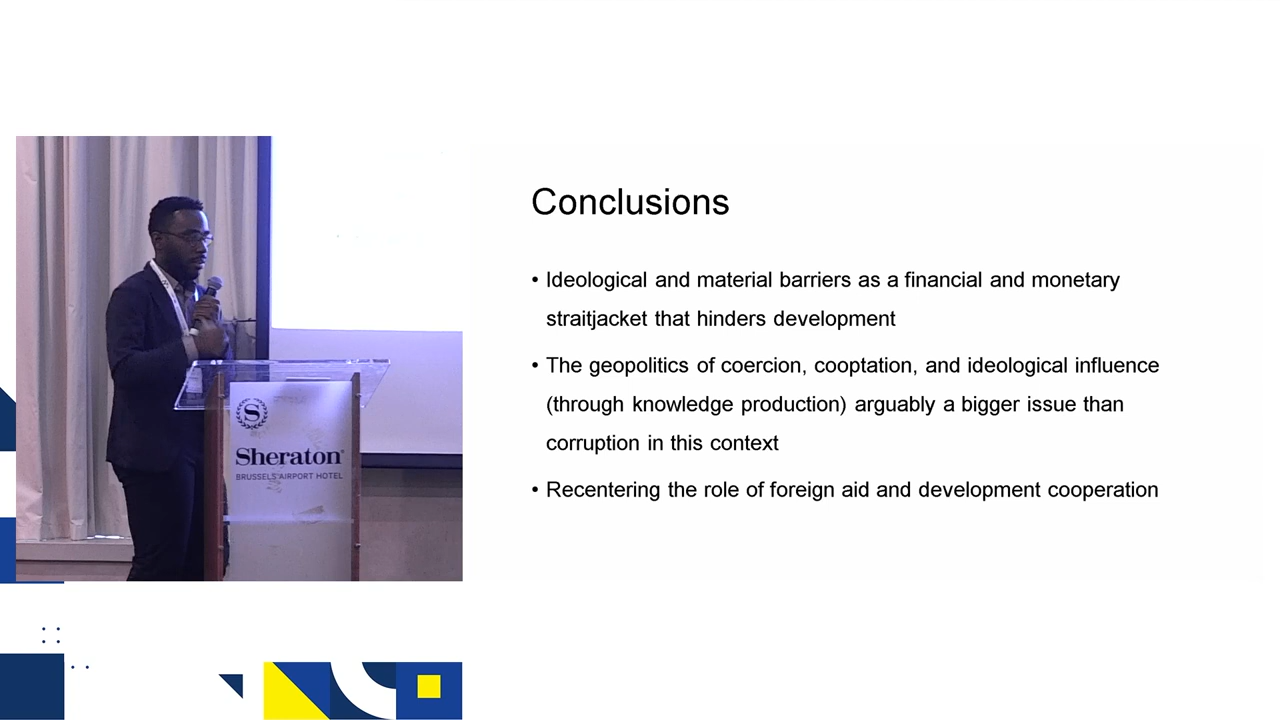 Conclusions
• Ideological and material barriers as a financial and monetary
straitjacket that hinders development
• The geopolitics of coercion, cooptation, and ideological influence
(through knowledge production) arguably a bigger issue than
corruption in this context
• Recentering the role of foreign aid and development cooperation
S
Sheraton
BRUSSELS AIRPORT HOTEL